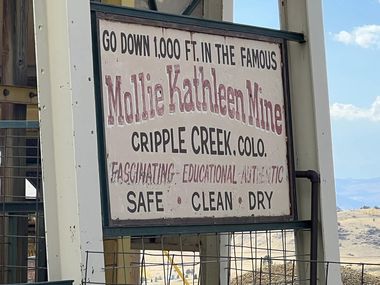 GO DOWN 1,000 FT. IN THE FAMOUS
Mollie Kathleen Mine
CRIPPLE CREEK, COLO.
FASCINATING - EDUCATIONAL - AUTHENTIC
SAFE • CLEAN • DRY